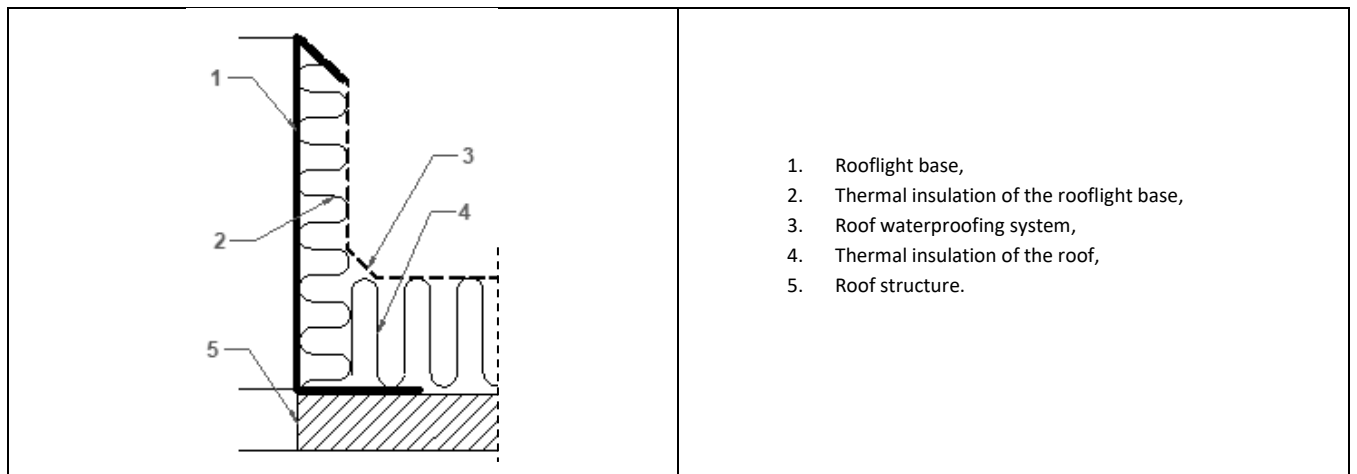 1
3
4
2
5
1. Rooflight base,
2. Thermal insulation of the rooflight base,
3. Roof waterproofing system,
4. Thermal insulation of the roof,
5. Roof structure.